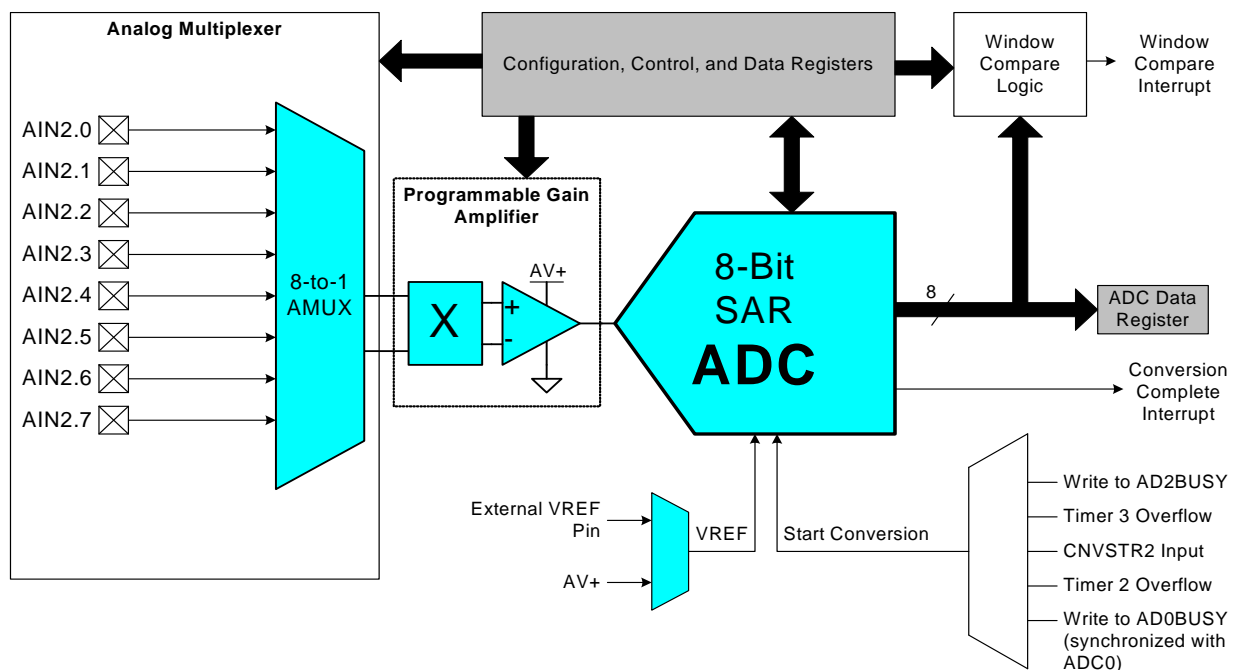 Analog Multiplexer
Configuration, Control, and Data Registers
Window
Compare
Logic
Window
Compare
Interrupt
AIN2.0
AIN2.1
AIN2.2
AIN2.3
AIN2.4
AIN2.5
AIN2.6
AIN2.7
8-to-1
AMUX
Programmable Gain
Amplifier
X
+
-
AV+
8-Bit
SAR
ADC
8
ADC Data
Register
Conversion
Complete
Interrupt
External VREF
Pin
AV+
VREF
Start Conversion
Write to AD2BUSY
Timer 3 Overflow
CNVSTR2 Input
Timer 2 Overflow
Write to AD0BUSY
(synchronized with
ADC0)